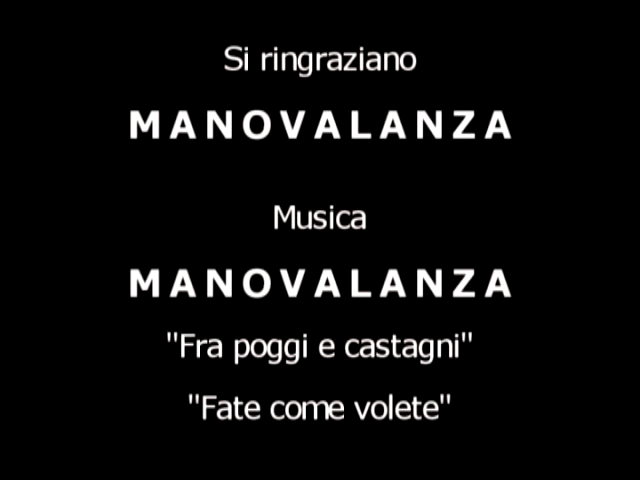 Si ringraziano
MANOVALANZA
Musica
MANOVALANZA
"Fra poggi e castagni"
"Fate come volete"